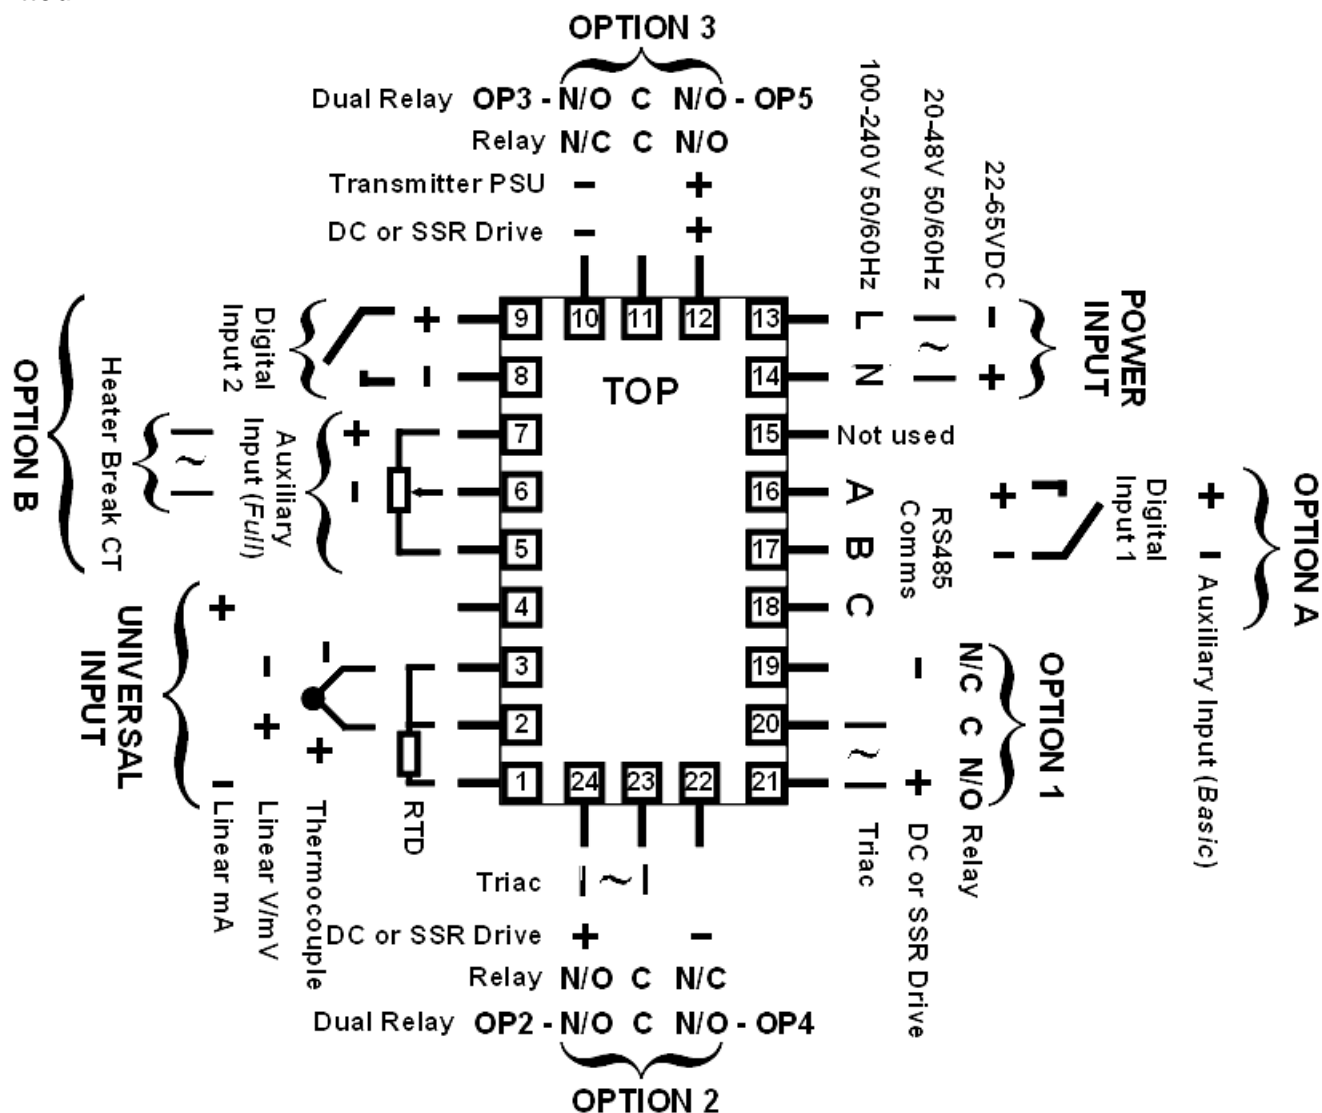 OPTION 3
Dual Relay OP3 - N/O C N/O - OP5
Relay N/C C N/O
Transmitter PSU - +
DC or SSR Drive - +
100-240V 50/60Hz
20-48V 50/60Hz
22-65VDC
POWER
INPUT
L ~ -
N +
9 10 11 12 13
8 TOP 14
7 15 Not used
6 16 A
5 17 B
4 18 C
3 19
2 20
1 24 23 22 21
OPTION B
Digital
Input 2
+
-
Heater Break CT
~
Auxiliary
Input (Full)
+
-
UNIVERSAL
INPUT
+ - Linear mA
- + Linear V/mV
- + Thermocouple
RTD
RS485
Comms
+ -
Digital
Input 1
+ - Auxiliary Input (Basic)
OPTION A
OPTION 1
N/C C N/O Relay
- + DC or SSR Drive
~ Triac
Triac ~
DC or SSR Drive + -
Relay N/O C N/C
Dual Relay OP2 - N/O C N/O - OP4
OPTION 2